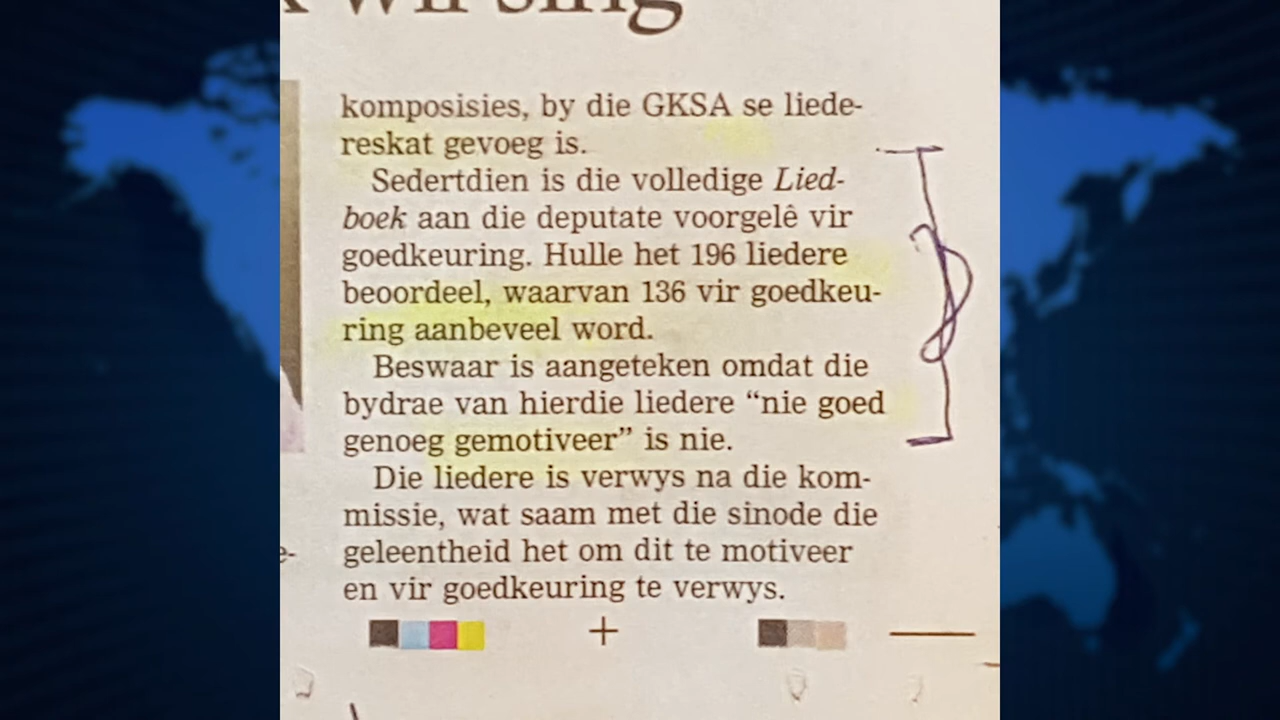 wil sing
komposisies, by die GKSA se liede-
reskat gevoeg is.
Sedertdien is die volledige Lied-
boek aan die deputate voorgelê vir
goedkeuring. Hulle het 196 liedere
beoordeel, waarvan 136 vir goedkeu-
ring aanbeveel word.
Beswaar is aangeteken omdat die
bydrae van hierdie liedere “nie goed
genoeg gemotiveer” is nie.
Die liedere is verwys na die kom-
missie, wat saam met die sinode die
geleentheid het om dit te motiveer
en vir goedkeuring te verwys.